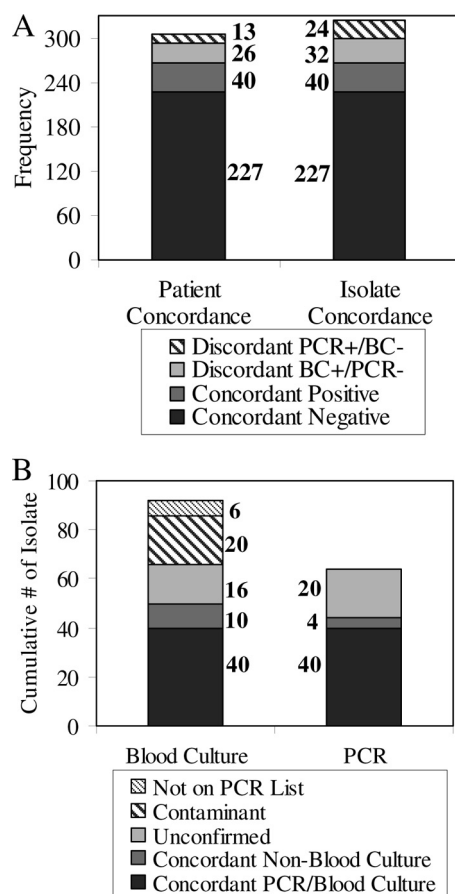 A
300
240
180
120
60
0
Frequency
13
26
40
227
24
32
40
227
Patient Concordance
Isolate Concordance
Discordant PCR+/BC-
Discordant BC+/PCR-
Concordant Positive
Concordant Negative
B
100
80
60
40
20
0
Cumulative # of Isolate
6
20
16
10
40
20
4
40
Blood Culture
PCR
Not on PCR List
Contaminant
Unconfirmed
Concordant Non-Blood Culture
Concordant PCR/Blood Culture